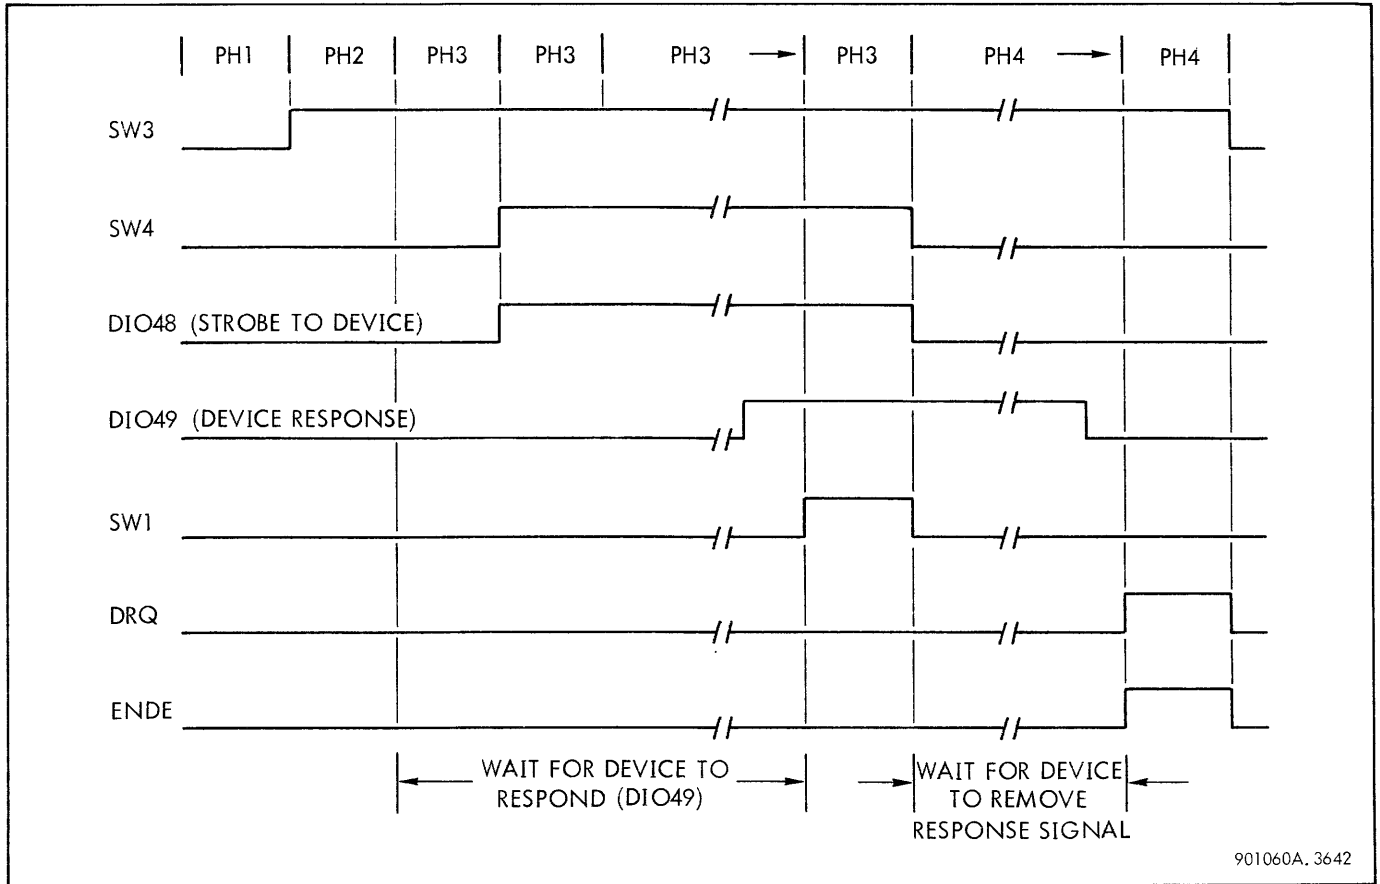 PH1 PH2 PH3 PH3 PH3 PH3 PH4 PH4
SW3
SW4
DIO48 (STROBE TO DEVICE)
DIO49 (DEVICE RESPONSE)
SW1
DRQ
ENDE
WAIT FOR DEVICE TO
RESPOND (DIO49)
WAIT FOR DEVICE
TO REMOVE
RESPONSE SIGNAL
901060A.3642